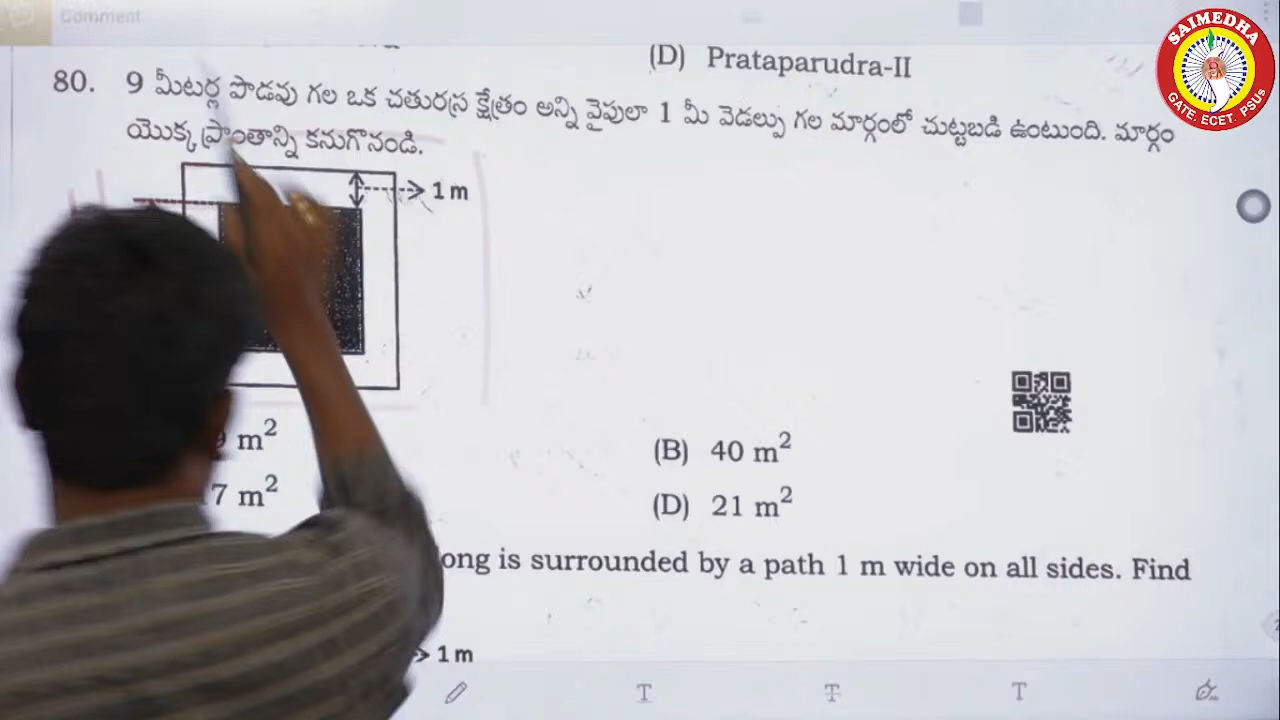 Comment
SAIMEDHA
GATE. ECET. PSUs
(D) Prataparudra-II
80. 9 మీటర్ల పొడవు గల ఒక చతురస్ర క్షేత్రం అన్ని వైపులా 1 మీ వెడల్పు గల మార్గంలో చుట్టబడి ఉంటుంది. మార్గం
యొక్క ప్రాంతాన్ని కనుగొనండి.
1 m
m²
(B) 40 m²
7 m²
(D) 21 m²
is surrounded by a path 1 m wide on all sides. Find
1 m